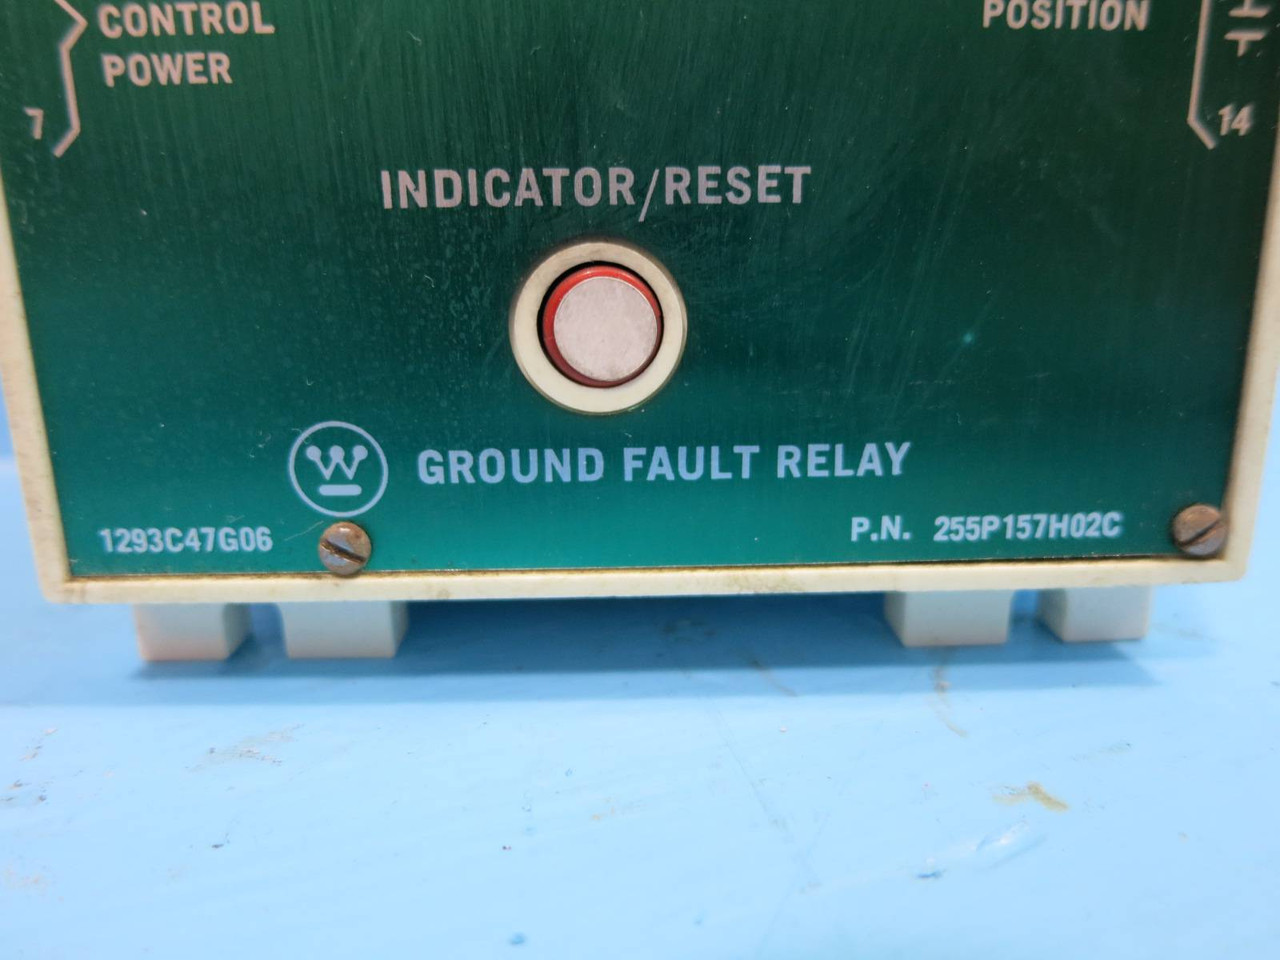 CONTROL
POWER
POSITION
7
14
INDICATOR/RESET
W
GROUND FAULT RELAY
1293C47G06
P.N. 255P157H02C